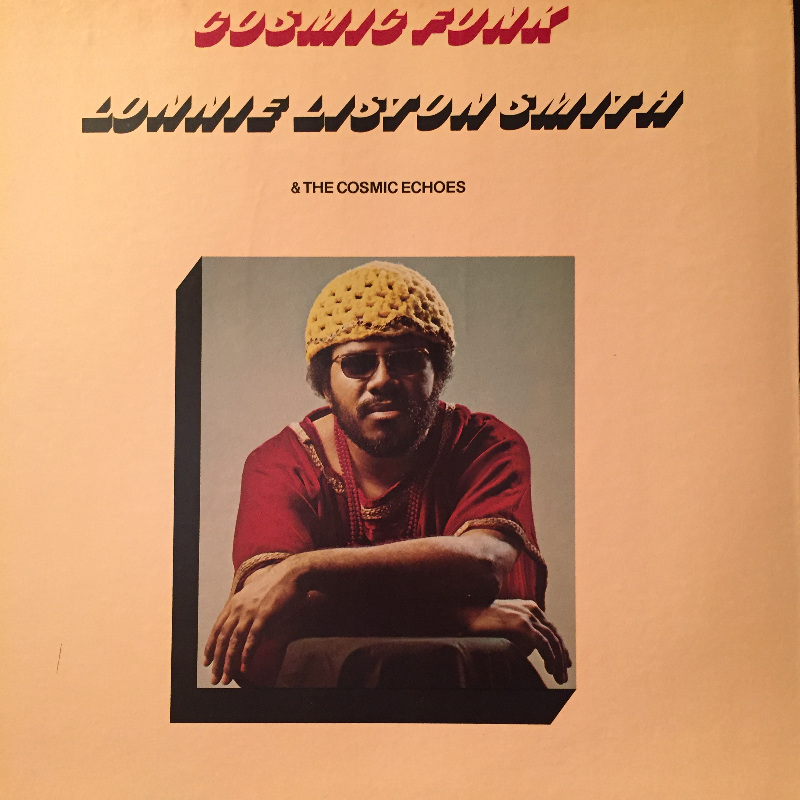 COSMIC FUNK
LONNIE LISTON SMITH
& THE COSMIC ECHOES